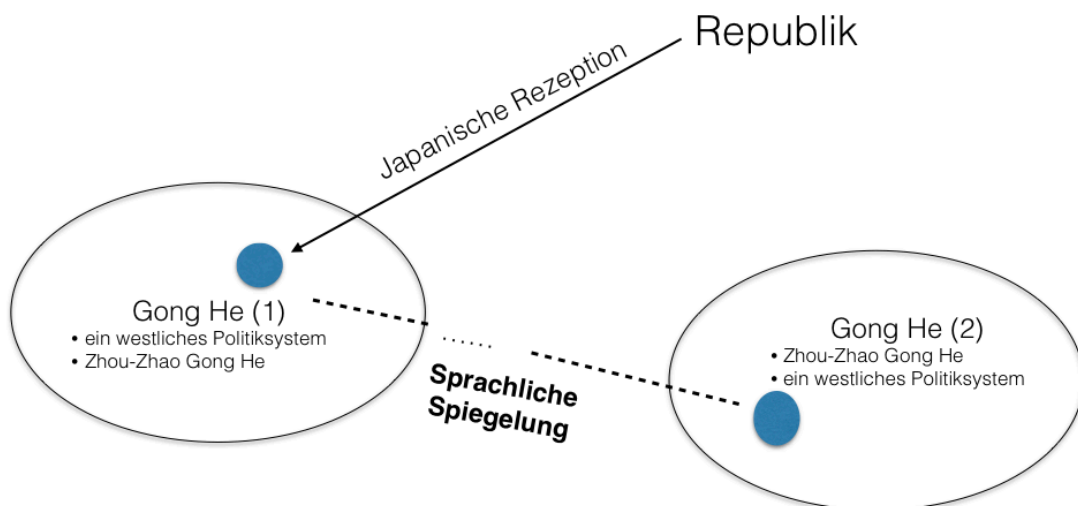 Republik
Japanische Rezeption
Gong He (1)
• ein westliches Politiksystem
• Zhou-Zhao Gong He
Sprachliche
Spiegelung
Gong He (2)
• Zhou-Zhao Gong He
• ein westliches Politiksystem